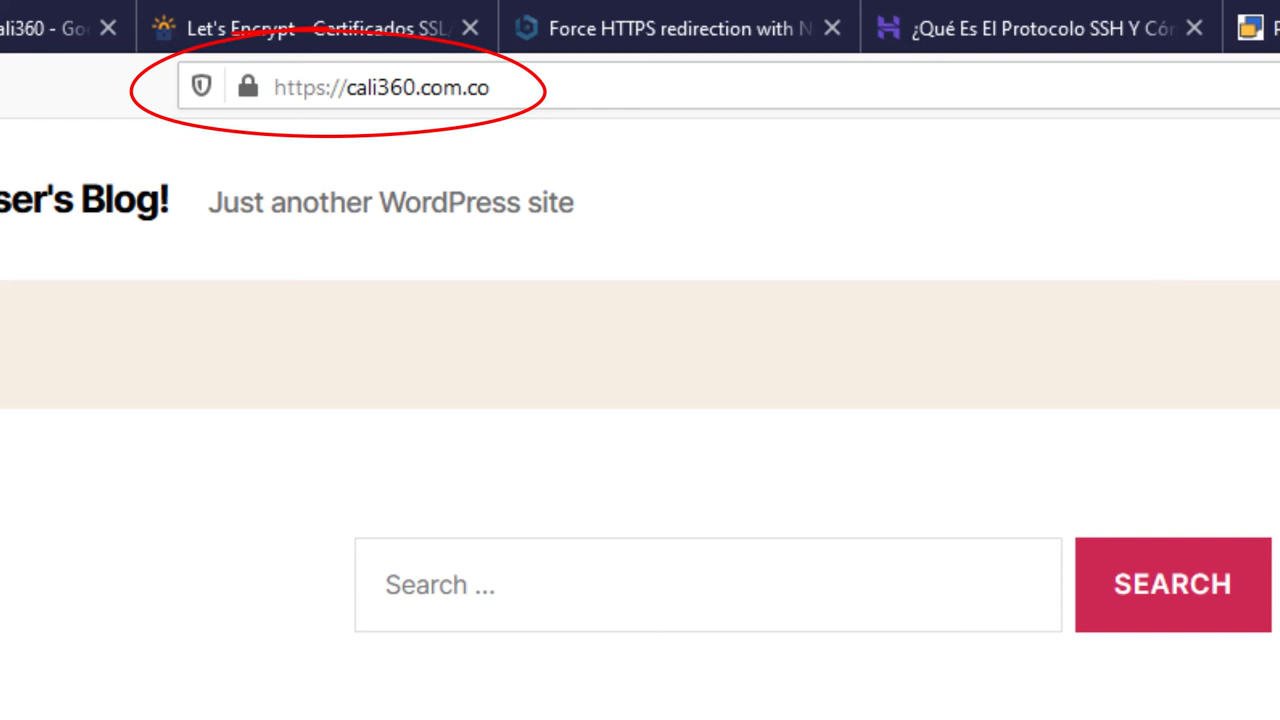 ali360 - Go
Let's Encrypt - Certificados SSL/
Force HTTPS redirection with N
¿Qué Es El Protocolo SSH Y Cór
https://cali360.com.co
ser's Blog! Just another WordPress site
Search ...
SEARCH